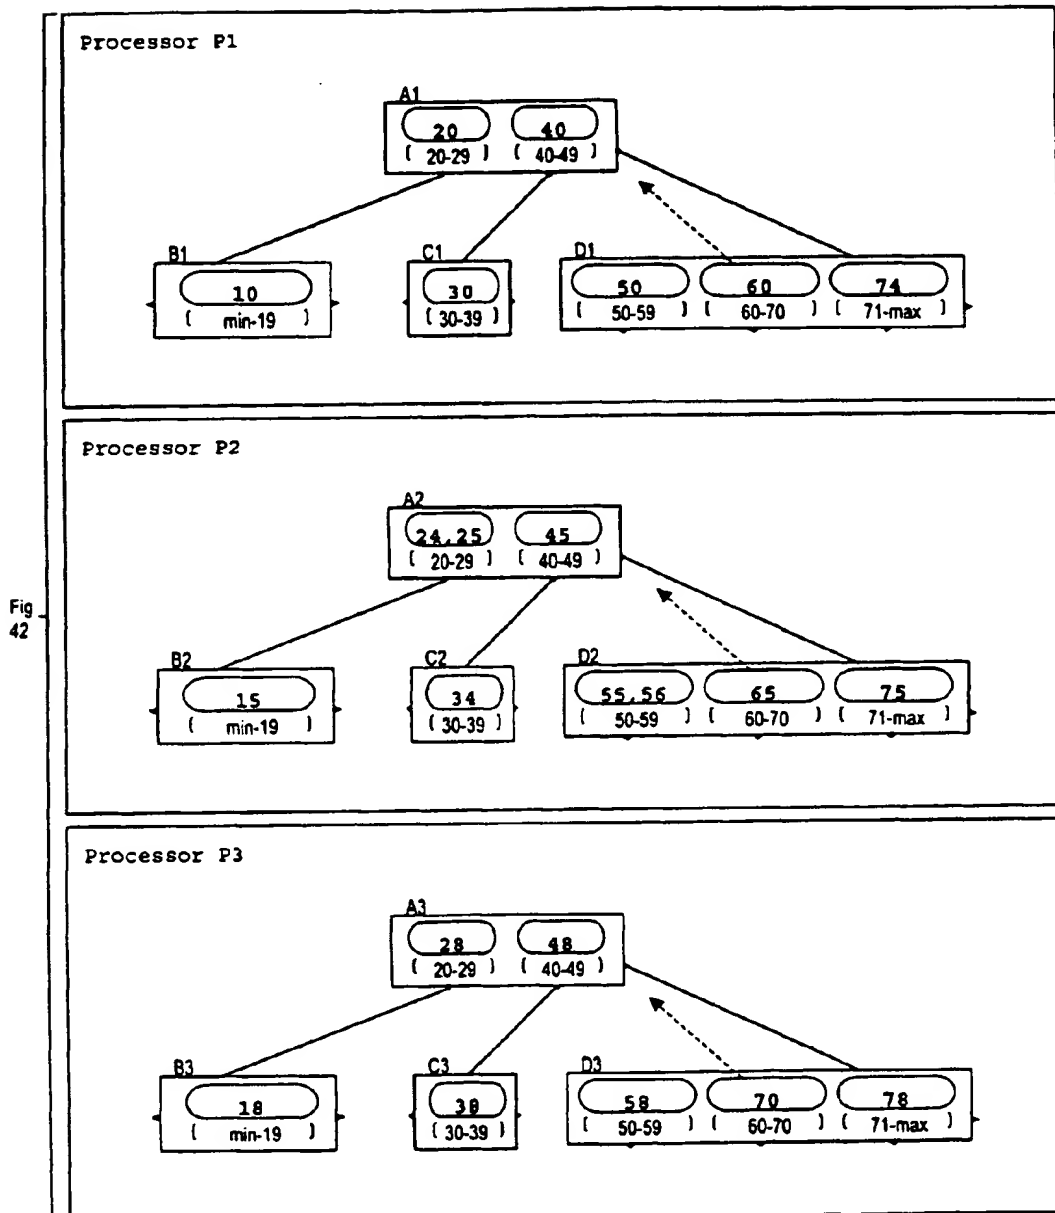 Processor P1
A1
20 40
( 20-29 ) ( 40-49 )
B1 C1 D1
10 30 50 60 74
( min-19 ) ( 30-39 ) ( 50-59 ) ( 60-70 ) ( 71-max )
Processor P2
A2
24,25 45
( 20-29 ) ( 40-49 )
Fig
42
B2 C2 D2
15 34 55,56 65 75
( min-19 ) ( 30-39 ) ( 50-59 ) ( 60-70 ) ( 71-max )
Processor P3
A3
28 48
( 20-29 ) ( 40-49 )
B3 C3 D3
18 38 58 70 78
( min-19 ) ( 30-39 ) ( 50-59 ) ( 60-70 ) ( 71-max )